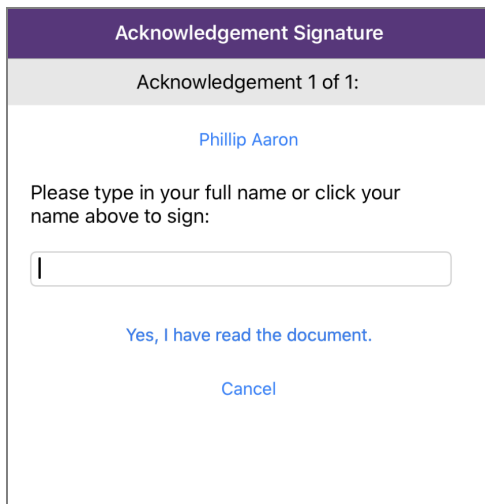 Acknowledgement Signature
Acknowledgement 1 of 1:
Phillip Aaron
Please type in your full name or click your
name above to sign:
Yes, I have read the document.
Cancel